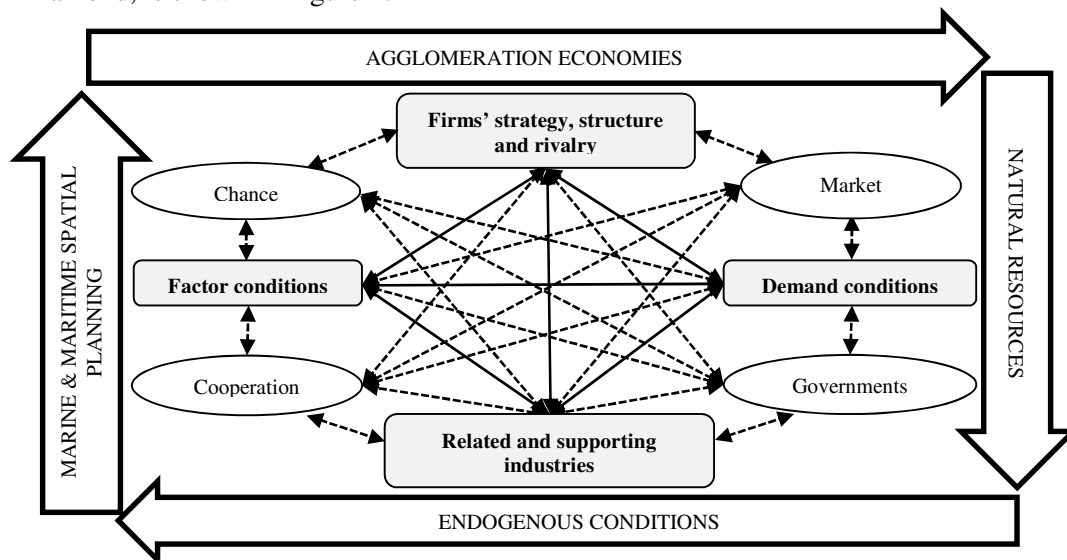 AGGLOMERATION ECONOMIES
Firms' strategy, structure
and rivalry
Chance
Market
MARINE & MARITIME SPATIAL
PLANNING
NATURAL RESOURCES
Factor conditions
Demand conditions
Cooperation
Governments
Related and supporting
industries
ENDOGENOUS CONDITIONS